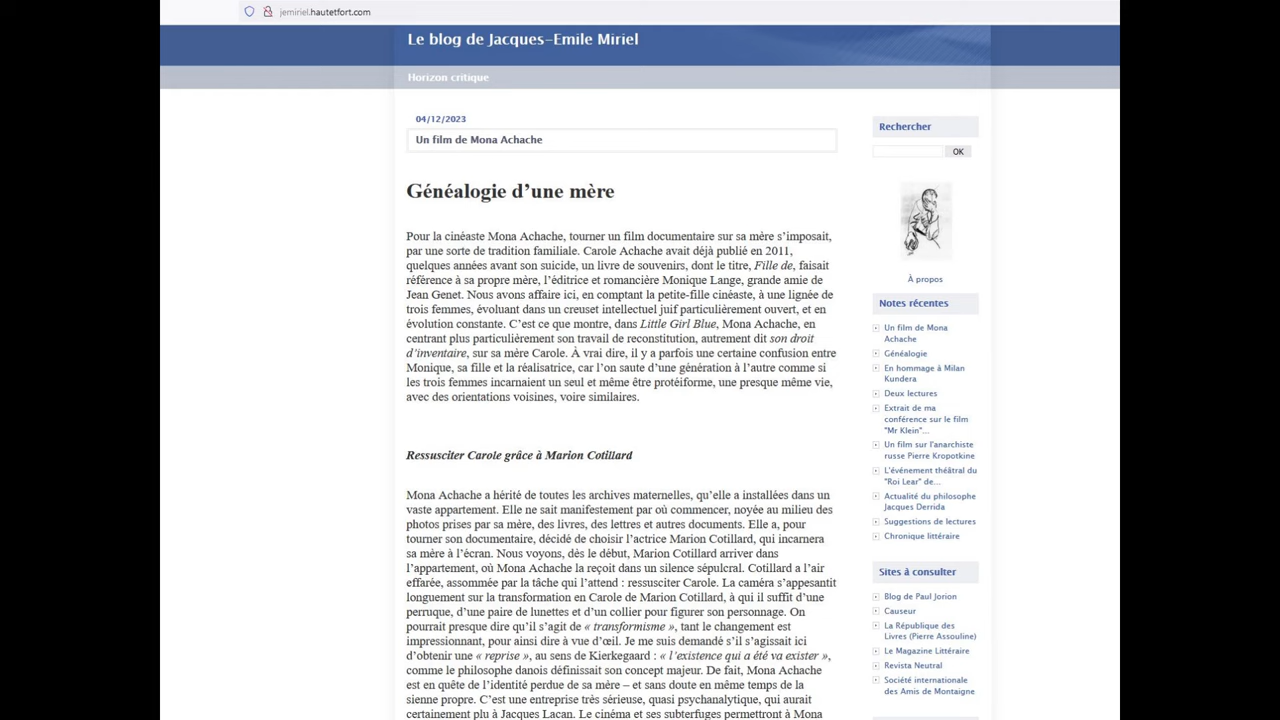 jemiriel.hautetfort.com
Le blog de Jacques-Emile Miriel
Horizon critique
04/12/2023
Un film de Mona Achache
Généalogie d’une mère
Pour la cinéaste Mona Achache, tourner un film documentaire sur sa mère s’imposait,
par une sorte de tradition familiale. Carole Achache avait déjà publié en 2011,
quelques années avant son suicide, un livre de souvenirs, dont le titre, Fille de, faisait
référence à sa propre mère, l’éditrice et romancière Monique Lange, grande amie de
Jean Genet. Nous avons affaire ici, en comptant la petite-fille cinéaste, à une lignée de
trois femmes, évoluant dans un creuset intellectuel juif particulièrement ouvert, et en
évolution constante. C’est ce que montre, dans Little Girl Blue, Mona Achache, en
centrant plus particulièrement son travail de reconstitution, autrement dit son droit
d’inventaire, sur sa mère Carole. À vrai dire, il y a parfois une certaine confusion entre
Monique, sa fille et la réalisatrice, car l’on saute d’une génération à l’autre comme si
les trois femmes incarnaient un seul et même être protéiforme, une presque même vie,
avec des orientations voisines, voire similaires.
Ressusciter Carole grâce à Marion Cotillard
Mona Achache a hérité de toutes les archives maternelles, qu’elle a installées dans un
vaste appartement. Elle ne sait manifestement par où commencer, noyée au milieu des
photos prises par sa mère, des livres, des lettres et autres documents. Elle a, pour
tourner son documentaire, décidé de choisir l’actrice Marion Cotillard, qui incarnera
sa mère à l’écran. Nous voyons, dès le début, Marion Cotillard arriver dans
l’appartement, où Mona Achache la reçoit dans un silence sépulcral. Cotillard a l’air
effarée, assommée par la tâche qui l’attend : ressusciter Carole. La caméra s’appesantit
longuement sur la transformation en Carole de Marion Cotillard, à qui il suffit d’une
perruque, d’une paire de lunettes et d’un collier pour figurer son personnage. On
pourrait presque dire qu’il s’agit de « transformisme », tant le changement est
impressionnant, pour ainsi dire à vue d’œil. Je me suis demandé s’il s’agissait ici
d’obtenir une « reprise », au sens de Kierkegaard : « l’existence qui a été va exister »,
comme le philosophe danois définissait son concept majeur. De fait, Mona Achache
est en quête de l’identité perdue de sa mère – et sans doute en même temps de la
sienne propre. C’est une entreprise très sérieuse, quasi psychanalytique, qui aurait
certainement plu à Jacques Lacan. Le cinéma et ses subterfuges permettront à Mona
Rechercher
OK
À propos
Notes récentes
Un film de Mona
Achache
Généalogie
En hommage à Milan
Kundera
Deux lectures
Extrait de ma
conférence sur le film
"Mr Klein"...
Un film sur l'anarchiste
russe Pierre Kropotkine
L'événement théâtral du
"Roi Lear" de...
Actualité du philosophe
Jacques Derrida
Suggestions de lectures
Chronique littéraire
Sites à consulter
Blog de Paul Jorion
Causeur
La République des
Livres (Pierre Assouline)
Le Magazine Littéraire
Revista Neutral
Société internationale
des Amis de Montaigne